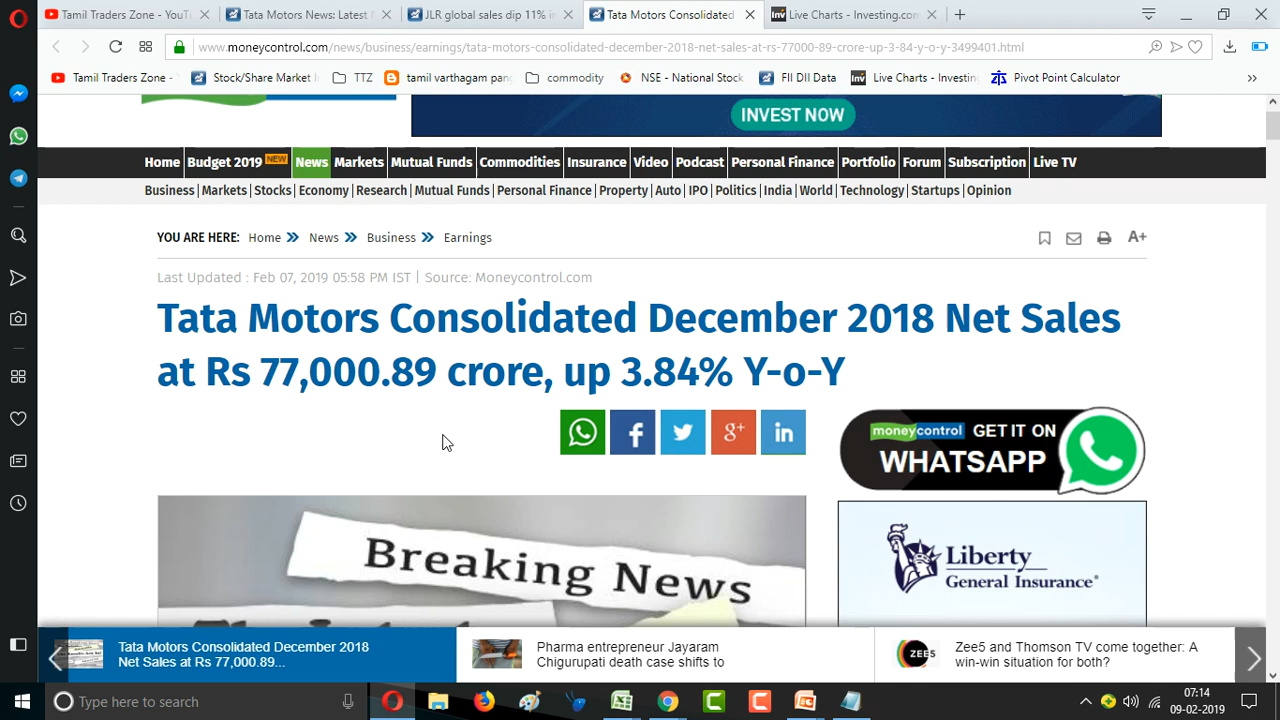 Tamil Traders Zone - YouT
Tata Motors News: Latest
JLR global sales dip 11% in
Tata Motors Consolidated
Live Charts - Investing.com
www.moneycontrol.com/news/business/earnings/tata-motors-consolidated-december-2018-net-sales-at-rs-77000-89-crore-up-3-84-y-o-y-3499401.html
Tamil Traders Zone -
Stock/Share Market
TTZ
tamil varthagam pan
commodity
NSE - National Stock
FII DII Data
Live Charts - Investin
Pivot Point Calculator
INVEST NOW
Home Budget 2019 NEW News Markets Mutual Funds Commodities Insurance Video Podcast Personal Finance Portfolio Forum Subscription Live TV
Business | Markets | Stocks | Economy | Research | Mutual Funds | Personal Finance | Property | Auto | IPO | Politics | India | World | Technology | Startups | Opinion
YOU ARE HERE: Home News Business Earnings
A+
Last Updated : Feb 07, 2019 05:58 PM IST | Source: Moneycontrol.com
Tata Motors Consolidated December 2018 Net Sales
at Rs 77,000.89 crore, up 3.84% Y-o-Y
moneycontrol GET IT ON
WHATSAPP
Breaking News
Liberty
General Insurance
Tata Motors Consolidated December 2018
Net Sales at Rs 77,000.89...
Pharma entrepreneur Jayaram
Chigurupati death case shifts to
ZEE5
Zee5 and Thomson TV come together: A
win-win situation for both?
Type here to search
07:14
09-02-2019